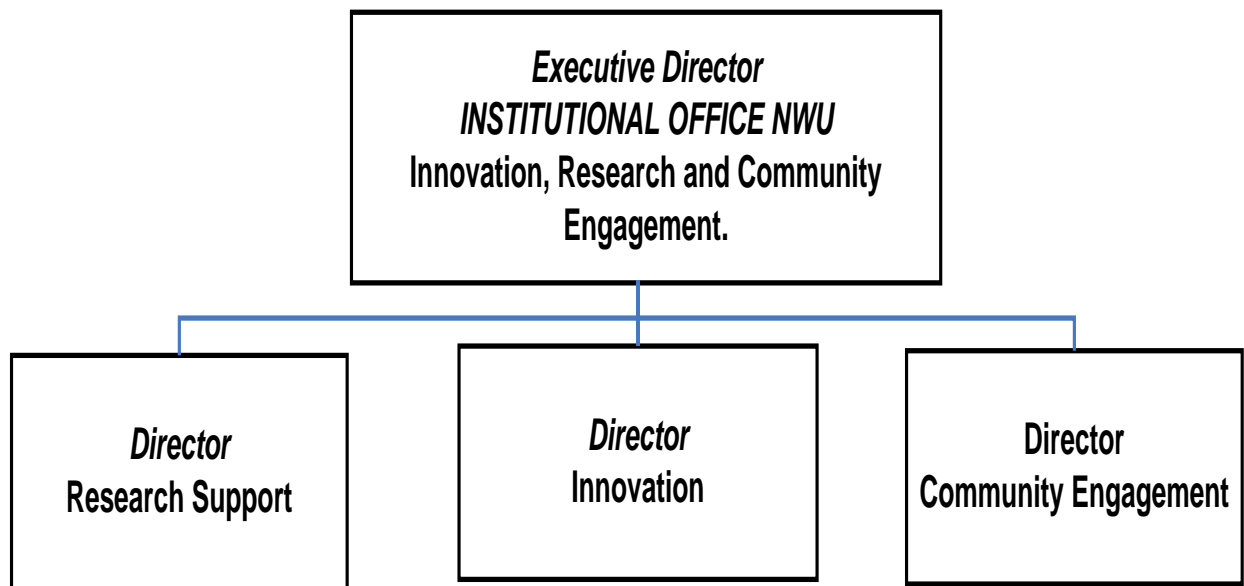 Executive Director
INSTITUTIONAL OFFICE NWU
Innovation, Research and Community
Engagement.
Director
Research Support
Director
Innovation
Director
Community Engagement